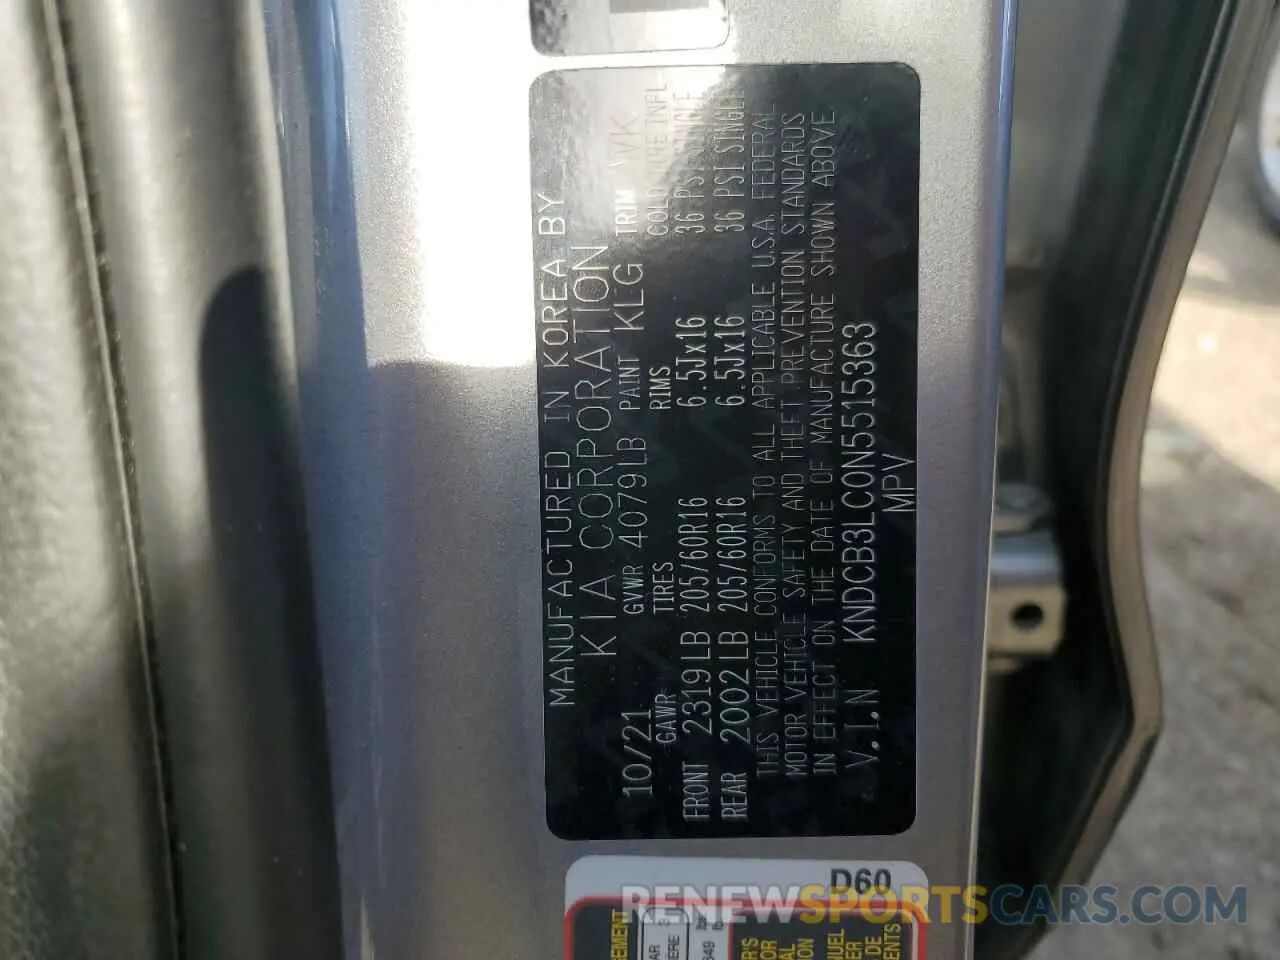 MANUFACTURED IN KOREA BY
KIA CORPORATION
10/21 GVWR 4079LB PAINT KLG TRIM VK
GAWR TIRES RIMS COLD INFL
FRONT 2319LB 205/60R16 6.5Jx16 36 PSI
REAR 2002LB 205/60R16 6.5Jx16 36 PSI SINGLE
THIS VEHICLE CONFORMS TO ALL APPLICABLE U.S.A. FEDERAL
MOTOR VEHICLE SAFETY AND THEFT PREVENTION STANDARDS
IN EFFECT ON THE DATE OF MANUFACTURE SHOWN ABOVE
V.I.N KNDCB3LC0N5515363
MPV
D60
RENEWSPORTSCARS.COM